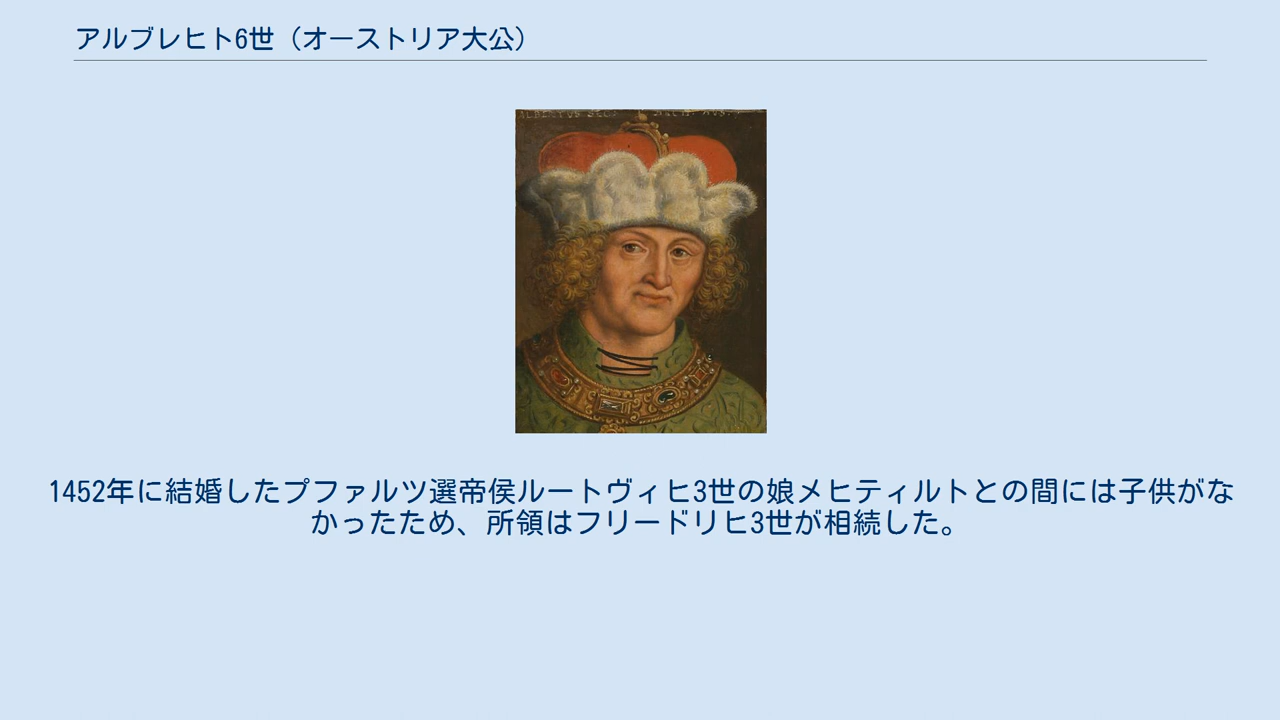 アルブレヒト6世（オーストリア大公）
1452年に結婚したプファルツ選帝侯ルートヴィヒ3世の娘メヒティルトとの間には子供がな
かったため、所領はフリードリヒ3世が相続した。